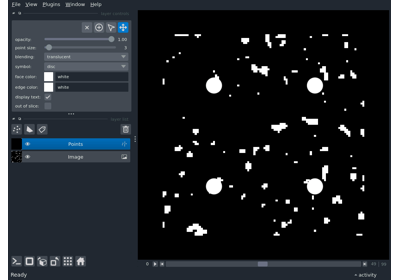 File View Plugins Window Help
opacity: 1.00
point size:
blending: translucent
symbol: disc
face color: white
edge color: white
display text:
out of slice:
Points
Image
0
Ready
activity